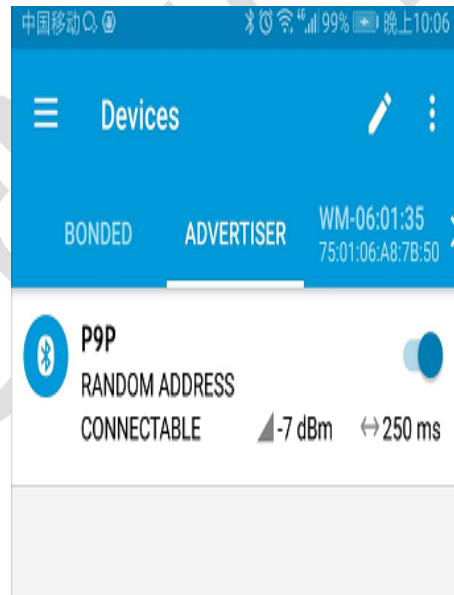 中国移动 99% 晚上10:06
Devices
BONDED ADVERTISER WM-06:01:35
75:01:06:A8:7B:50
P9P
RANDOM ADDRESS
CONNECTABLE -7 dBm 250 ms